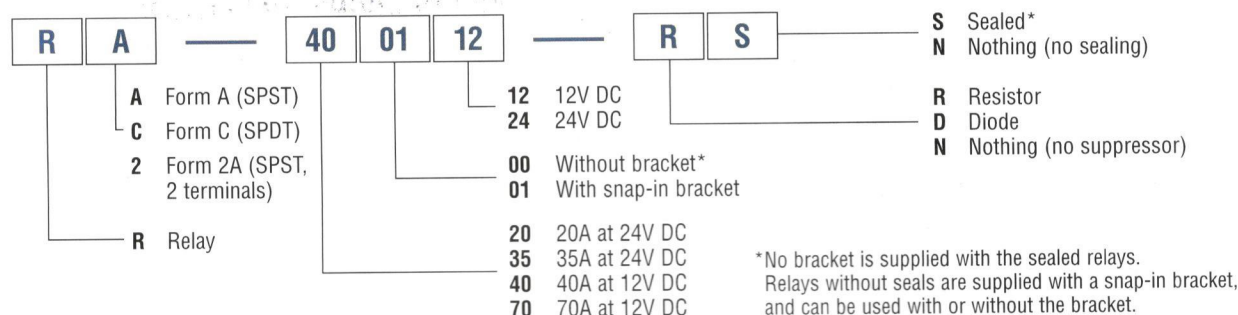 R A — 40 01 12 — R S
S Sealed*
N Nothing (no sealing)
R Resistor
D Diode
N Nothing (no suppressor)
A Form A (SPST)
C Form C (SPDT)
2 Form 2A (SPST,
2 terminals)
R Relay
12 12V DC
24 24V DC
00 Without bracket*
01 With snap-in bracket
20 20A at 24V DC
35 35A at 24V DC
40 40A at 12V DC
70 70A at 12V DC
*No bracket is supplied with the sealed relays.
Relays without seals are supplied with a snap-in bracket,
and can be used with or without the bracket.